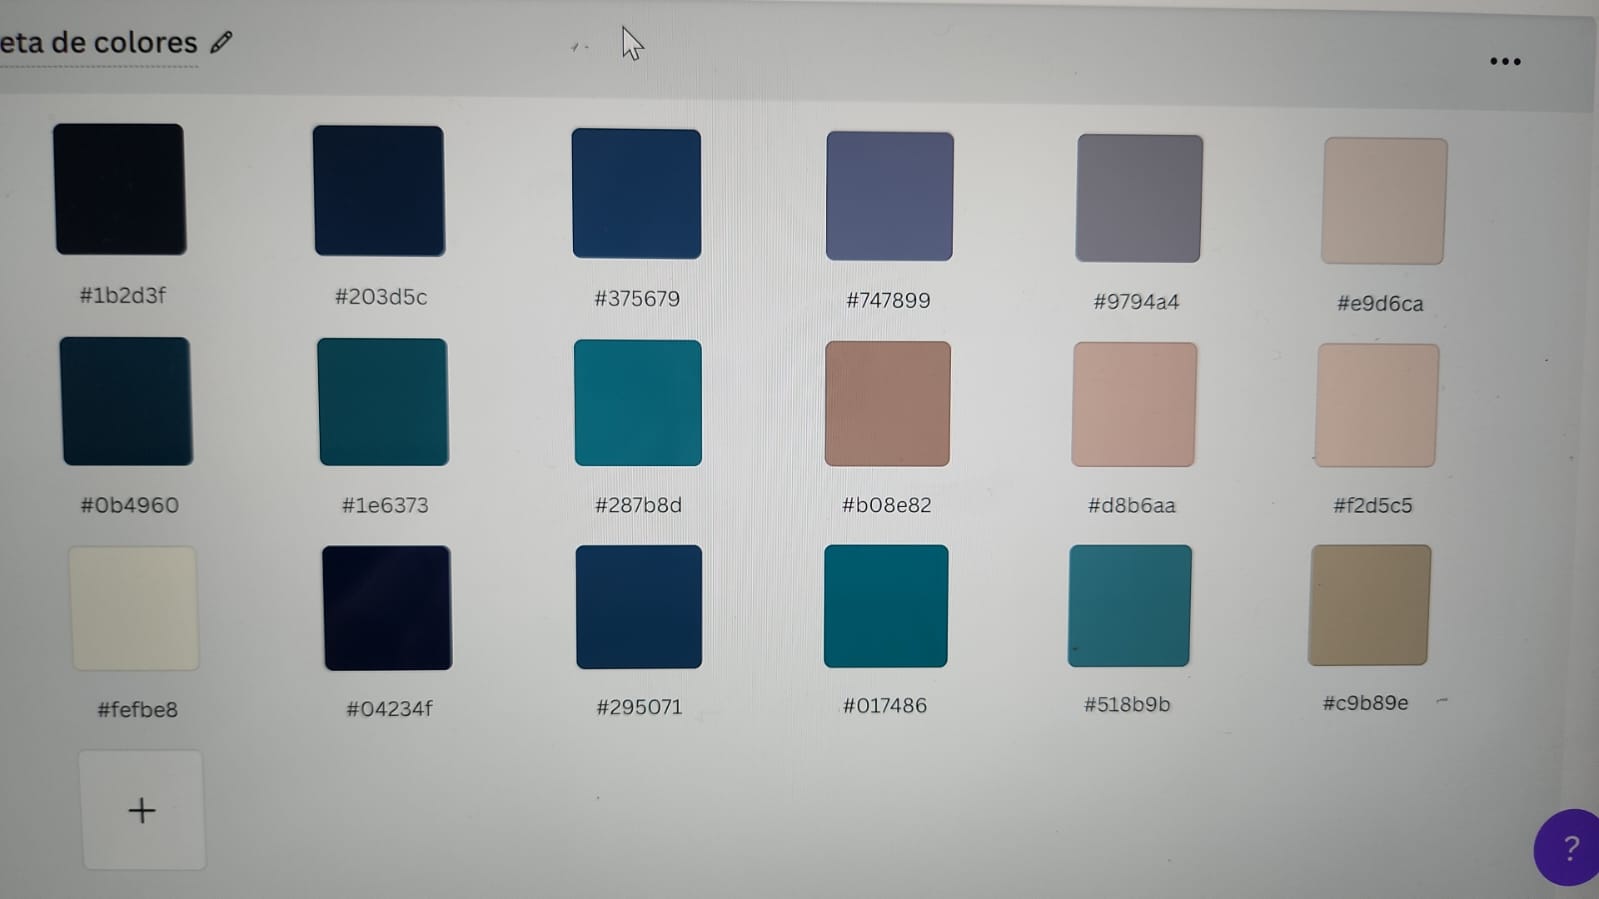 eta de colores
#1b2d3f #203d5c #375679 #747899 #9794a4 #e9d6ca
#0b4960 #1e6373 #287b8d #b08e82 #d8b6aa #f2d5c5
#fefbe8 #04234f #295071 #017486 #518b9b #c9b89e
+
?